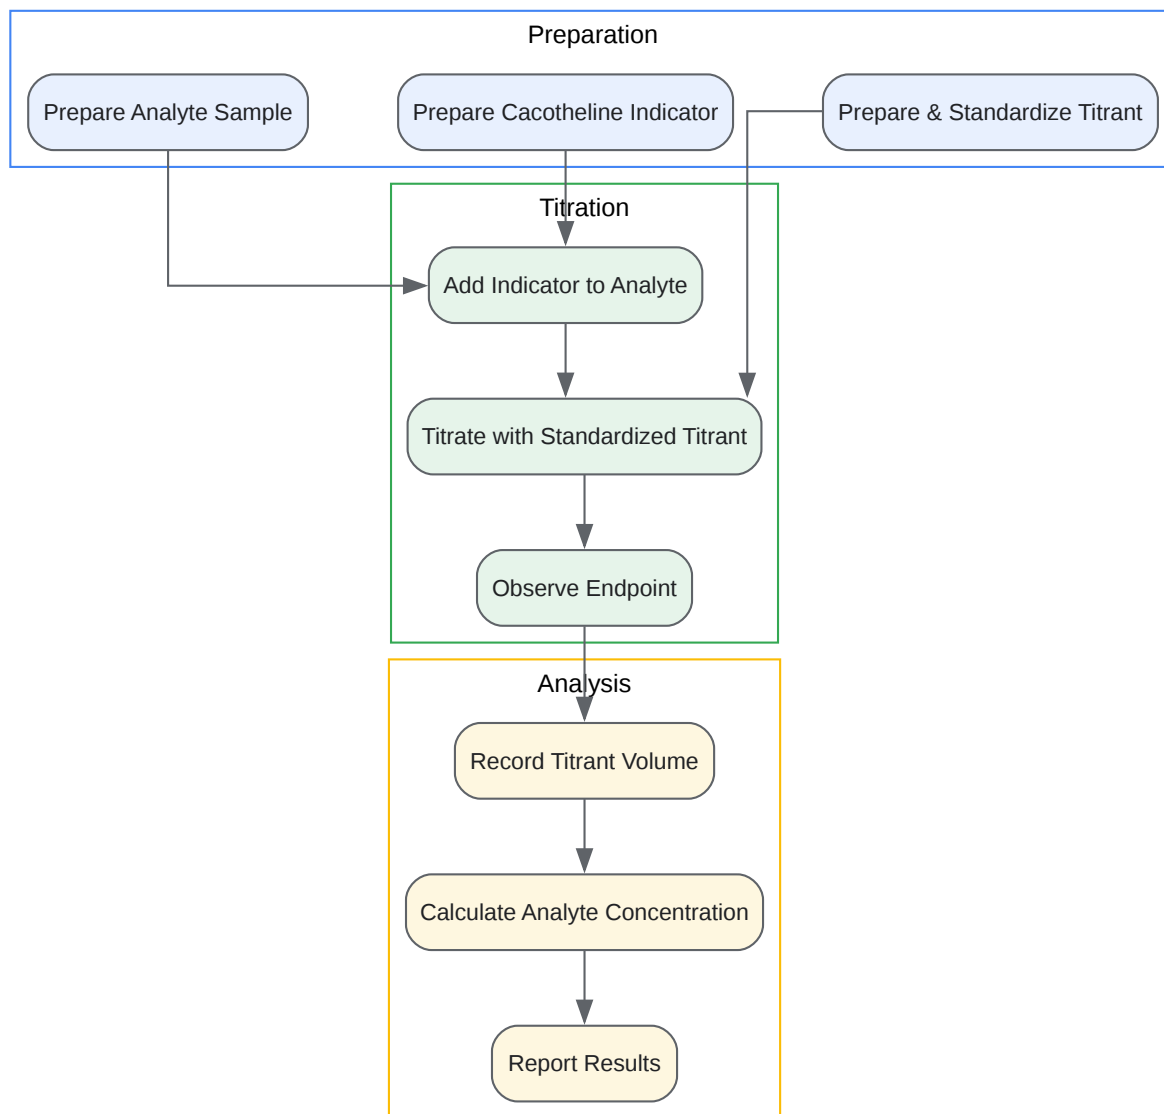 Preparation
Prepare Analyte Sample
Prepare Cacotheline Indicator
Prepare & Standardize Titrant
Titration
Add Indicator to Analyte
Titrate with Standardized Titrant
Observe Endpoint
Analysis
Record Titrant Volume
Calculate Analyte Concentration
Report Results